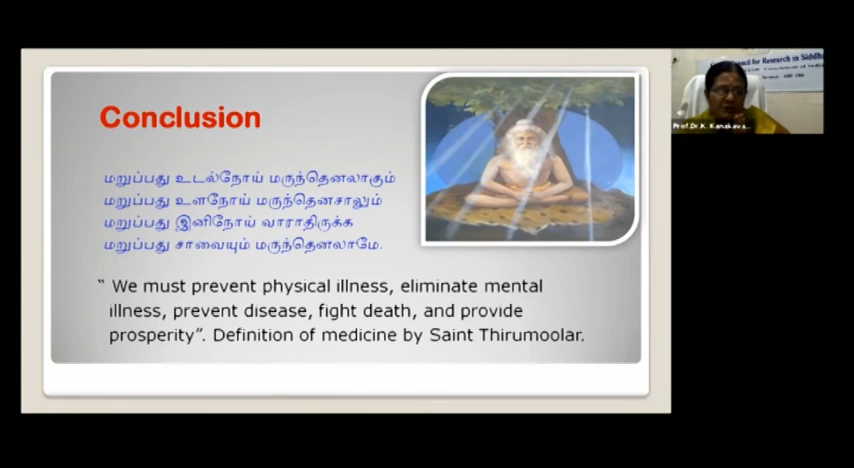 Conclusion
மறுப்பது உடல்நோய் மருந்தெனலாகும்
மறுப்பது உளநோய் மருந்தெனசாலும்
மறுப்பது இனிநோய் வாராதிருக்க
மறுப்பது சாவையும் மருந்தெனலாமே.
“ We must prevent physical illness, eliminate mental
illness, prevent disease, fight death, and provide
prosperity”. Definition of medicine by Saint Thirumoolar.
Council for Research in Siddha
Prof.Dr.K. Kanakava...